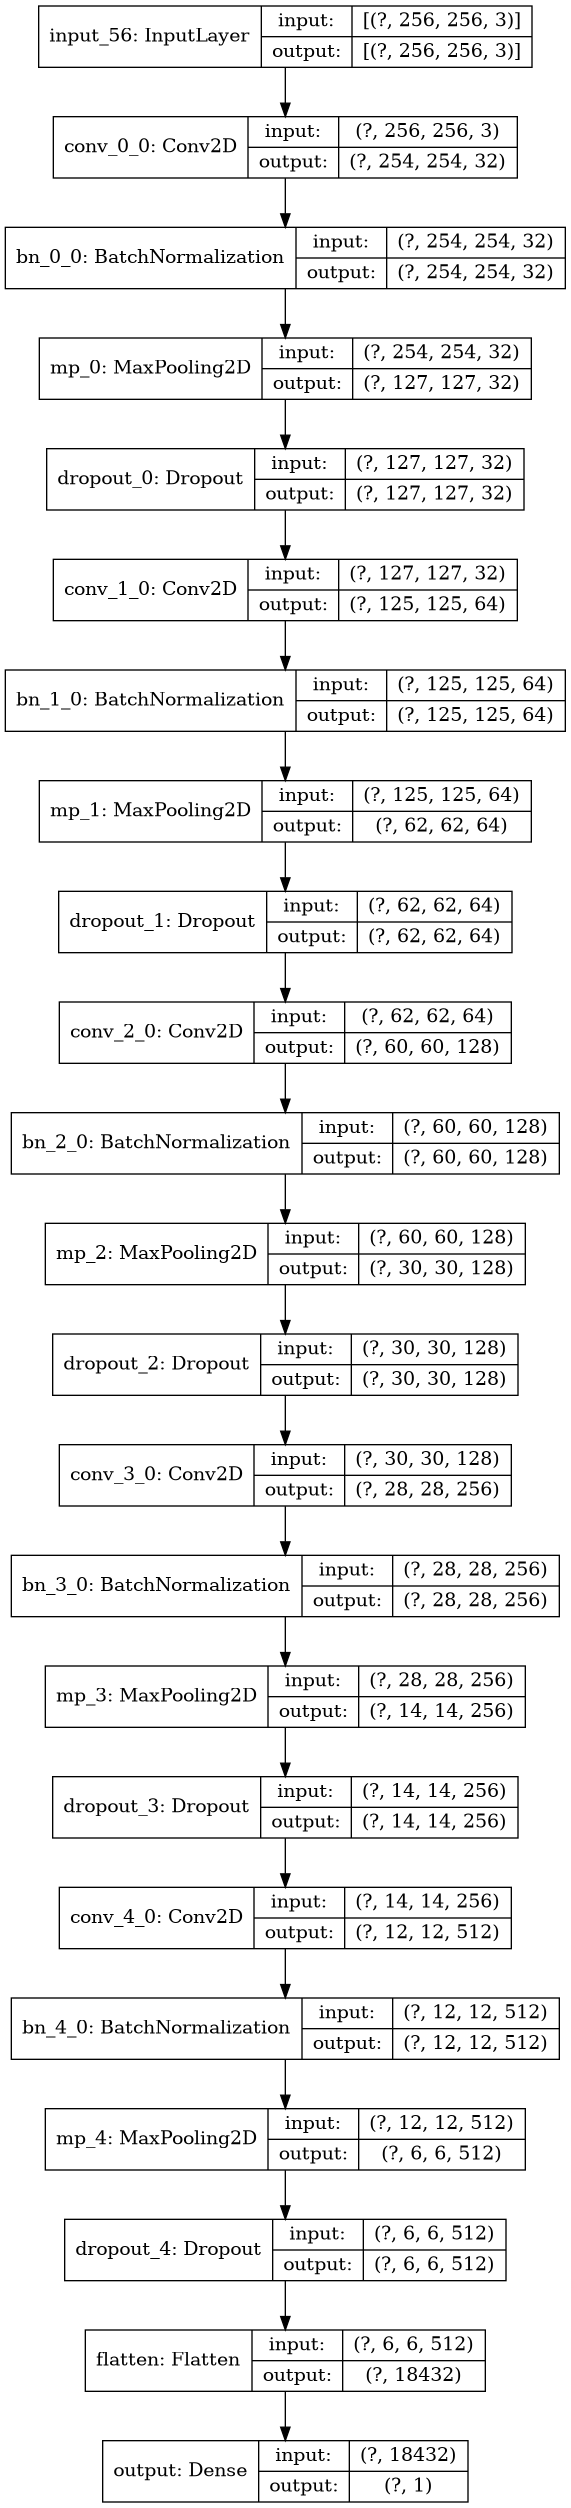 input_56: InputLayer input: [(?, 256, 256, 3)]
output: [(?, 256, 256, 3)]
conv_0_0: Conv2D input: (?, 256, 256, 3)
output: (?, 254, 254, 32)
bn_0_0: BatchNormalization input: (?, 254, 254, 32)
output: (?, 254, 254, 32)
mp_0: MaxPooling2D input: (?, 254, 254, 32)
output: (?, 127, 127, 32)
dropout_0: Dropout input: (?, 127, 127, 32)
output: (?, 127, 127, 32)
conv_1_0: Conv2D input: (?, 127, 127, 32)
output: (?, 125, 125, 64)
bn_1_0: BatchNormalization input: (?, 125, 125, 64)
output: (?, 125, 125, 64)
mp_1: MaxPooling2D input: (?, 125, 125, 64)
output: (?, 62, 62, 64)
dropout_1: Dropout input: (?, 62, 62, 64)
output: (?, 62, 62, 64)
conv_2_0: Conv2D input: (?, 62, 62, 64)
output: (?, 60, 60, 128)
bn_2_0: BatchNormalization input: (?, 60, 60, 128)
output: (?, 60, 60, 128)
mp_2: MaxPooling2D input: (?, 60, 60, 128)
output: (?, 30, 30, 128)
dropout_2: Dropout input: (?, 30, 30, 128)
output: (?, 30, 30, 128)
conv_3_0: Conv2D input: (?, 30, 30, 128)
output: (?, 28, 28, 256)
bn_3_0: BatchNormalization input: (?, 28, 28, 256)
output: (?, 28, 28, 256)
mp_3: MaxPooling2D input: (?, 28, 28, 256)
output: (?, 14, 14, 256)
dropout_3: Dropout input: (?, 14, 14, 256)
output: (?, 14, 14, 256)
conv_4_0: Conv2D input: (?, 14, 14, 256)
output: (?, 12, 12, 512)
bn_4_0: BatchNormalization input: (?, 12, 12, 512)
output: (?, 12, 12, 512)
mp_4: MaxPooling2D input: (?, 12, 12, 512)
output: (?, 6, 6, 512)
dropout_4: Dropout input: (?, 6, 6, 512)
output: (?, 6, 6, 512)
flatten: Flatten input: (?, 6, 6, 512)
output: (?, 18432)
output: Dense input: (?, 18432)
output: (?, 1)